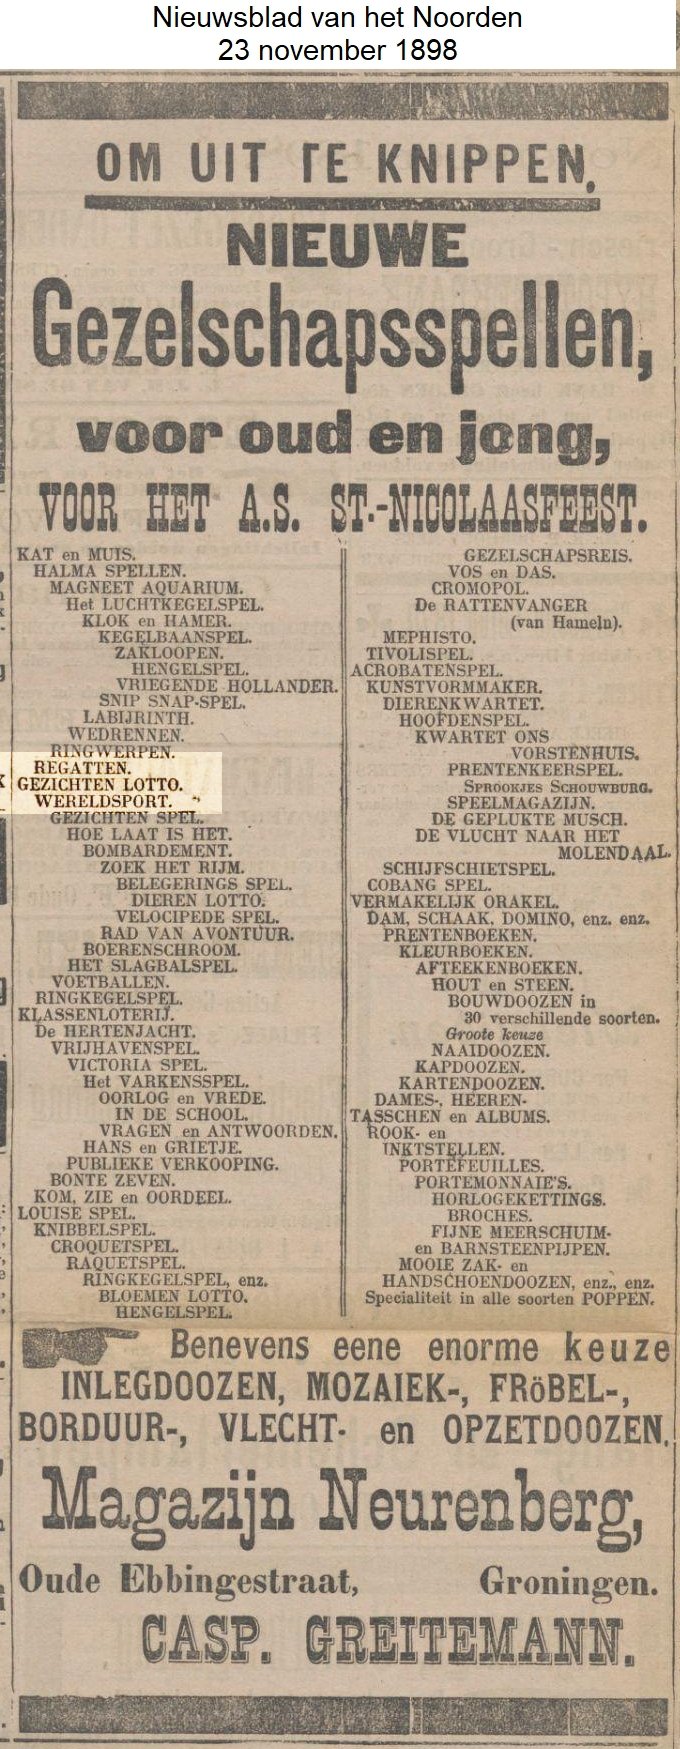 Nieuwsblad van het Noorden
23 november 1898
OM UIT TE KNIPPEN.
NIEUWE
Gezelschapsspellen,
voor oud en jong,
VOOR HET A.S. ST.-NICOLAASFEEST.
KAT en MUIS.
HALMA SPELLEN.
MAGNEET AQUARIUM.
Het LUCHTKEGELSPEL.
KLOK en HAMER.
KEGELBAANSPEL.
ZAKLOOPEN.
HENGELSPEL.
VRIEGENDE HOLLANDER.
SNIP SNAP-SPEL.
LABIJRINTH.
WEDRENNEN.
RINGWERPEN.
REGATTEN.
GEZICHTEN LOTTO.
WERELDSPORT.
GEZICHTEN SPEL.
HOE LAAT IS HET.
BOMBARDEMENT.
ZOEK HET RIJM.
BELEGERINGS SPEL.
DIEREN LOTTO.
VELOCIPEDE SPEL.
RAD VAN AVONTUUR.
BOERENSCHROOM.
HET SLAGBALSPEL.
VOETBALLEN.
RINGKEGELSPEL.
KLASSENLOTERIJ.
De HERTENJACHT.
VRIJHAVENSPEL.
VICTORIA SPEL.
Het VARKENSSPEL.
OORLOG en VREDE.
IN DE SCHOOL.
VRAGEN en ANTWOORDEN.
HANS en GRIETJE.
PUBLIEKE VERKOOPING.
BONTE ZEVEN.
KOM, ZIE en OORDEEL.
LOUISE SPEL.
KNIBBELSPEL.
CROQUETSPEL.
RAQUETSPEL.
RINGKEGELSPEL, enz.
BLOEMEN LOTTO.
HENGELSPEL.
GEZELSCHAPSREIS.
VOS en DAS.
CROMOPOL.
De RATTENVANGER
(van Hameln).
MEPHISTO.
TIVOLISPEL.
ACROBATENSPEL.
KUNSTVORMMAKER.
DIERENKWARTET.
HOOFDENSPEL.
KWARTET ONS
VORSTENHUIS.
PRENTENKEERSPEL.
SPROOKJES SCHOUWBURG.
SPEELMAGAZIJN.
DE GEPLUKTE MUSCH.
DE VLUCHT NAAR HET
MOLENDAAL.
SCHIJFSCHIETSPEL.
COBANG SPEL.
VERMAKELIJK ORAKEL.
DAM, SCHAAK, DOMINO, enz. enz.
PRENTENBOEKEN.
KLEURBOEKEN.
AFTEEKENBOEKEN.
HOUT en STEEN.
BOUWDOOZEN in
30 verschillende soorten.
Groote keuze
NAAIDOOZEN.
KAPDOOZEN.
KARTENDOOZEN.
DAMES-, HEEREN-
TASSCHEN en ALBUMS.
ROOK- en
INKTSTELLEN.
PORTEFEUILLES.
PORTEMONNAIE'S.
HORLOGEKETTINGS.
BROCHES.
FIJNE MEERSCHUIM-
en BARNSTEENPIJPEN.
MOOIE ZAK- en
HANDSCHOENDOOZEN, enz., enz.
Specialiteit in alle soorten POPPEN.
Benevens eene enorme keuze
INLEGDOOZEN, MOZAIEK-, FRöBEL-,
BORDUUR-, VLECHT- en OPZETDOOZEN.
Magazijn Neurenberg,
Oude Ebbingestraat, Groningen.
CASP. GREITEMANN.